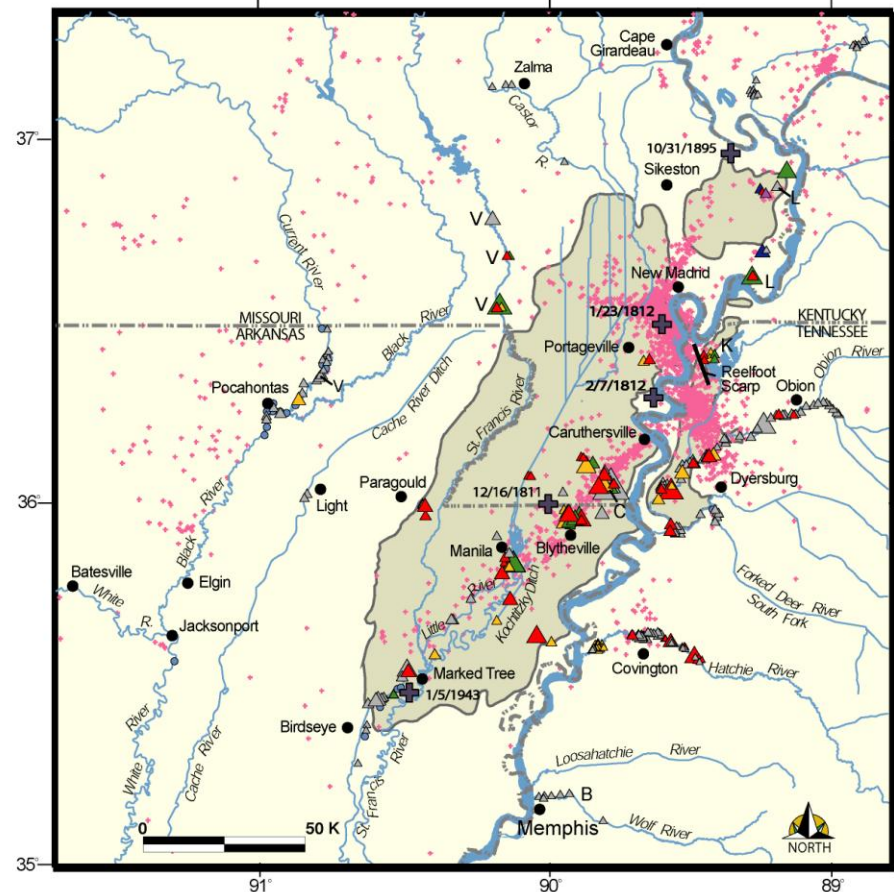 Cape
Girardeau
Zalma
Castor
R.
37°
10/31/1895
Sikeston
L
V
Current River
V
New Madrid
L
V
1/23/1812
MISSOURI
ARKANSAS
Black
River
KENTUCKY
TENNESSEE
Portageville
K
Reelfoot
Scarp
Obion River
Pocahontas
V
Cache River Ditch
St. Francis River
2/7/1812
Obion
Caruthersville
Paragould
12/16/1811
Dyersburg
36°
Light
C
Black
River
Manila
Blytheville
Batesville
Elgin
White
R.
Little
River
Kochitzky Ditch
Forked Deer River
South Fork
Jacksonport
Covington
Hatchie River
Marked Tree
1/5/1943
Birdseye
White
River
Cache River
St. Francis
River
Loosahatchie River
B
0
50 K
Memphis
Wolf River
NORTH
35°
91°
90°
89°